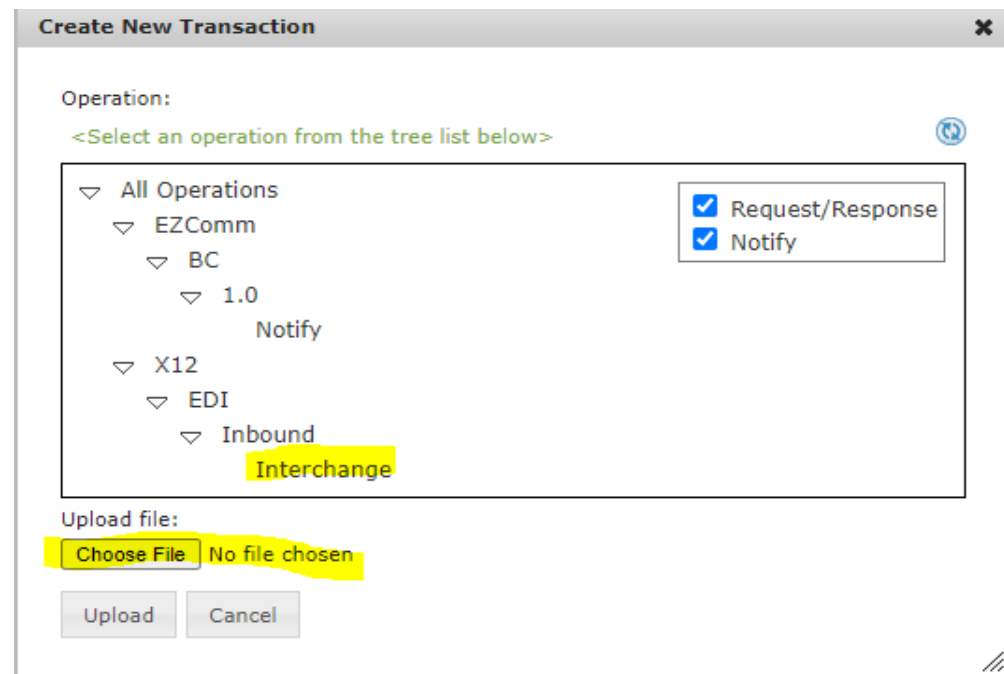 Create New Transaction
Operation:
<Select an operation from the tree list below>
All Operations
Request/Response
EZComm
Notify
BC
1.0
Notify
X12
EDI
Inbound
Interchange
Upload file:
Choose File No file chosen
Upload Cancel